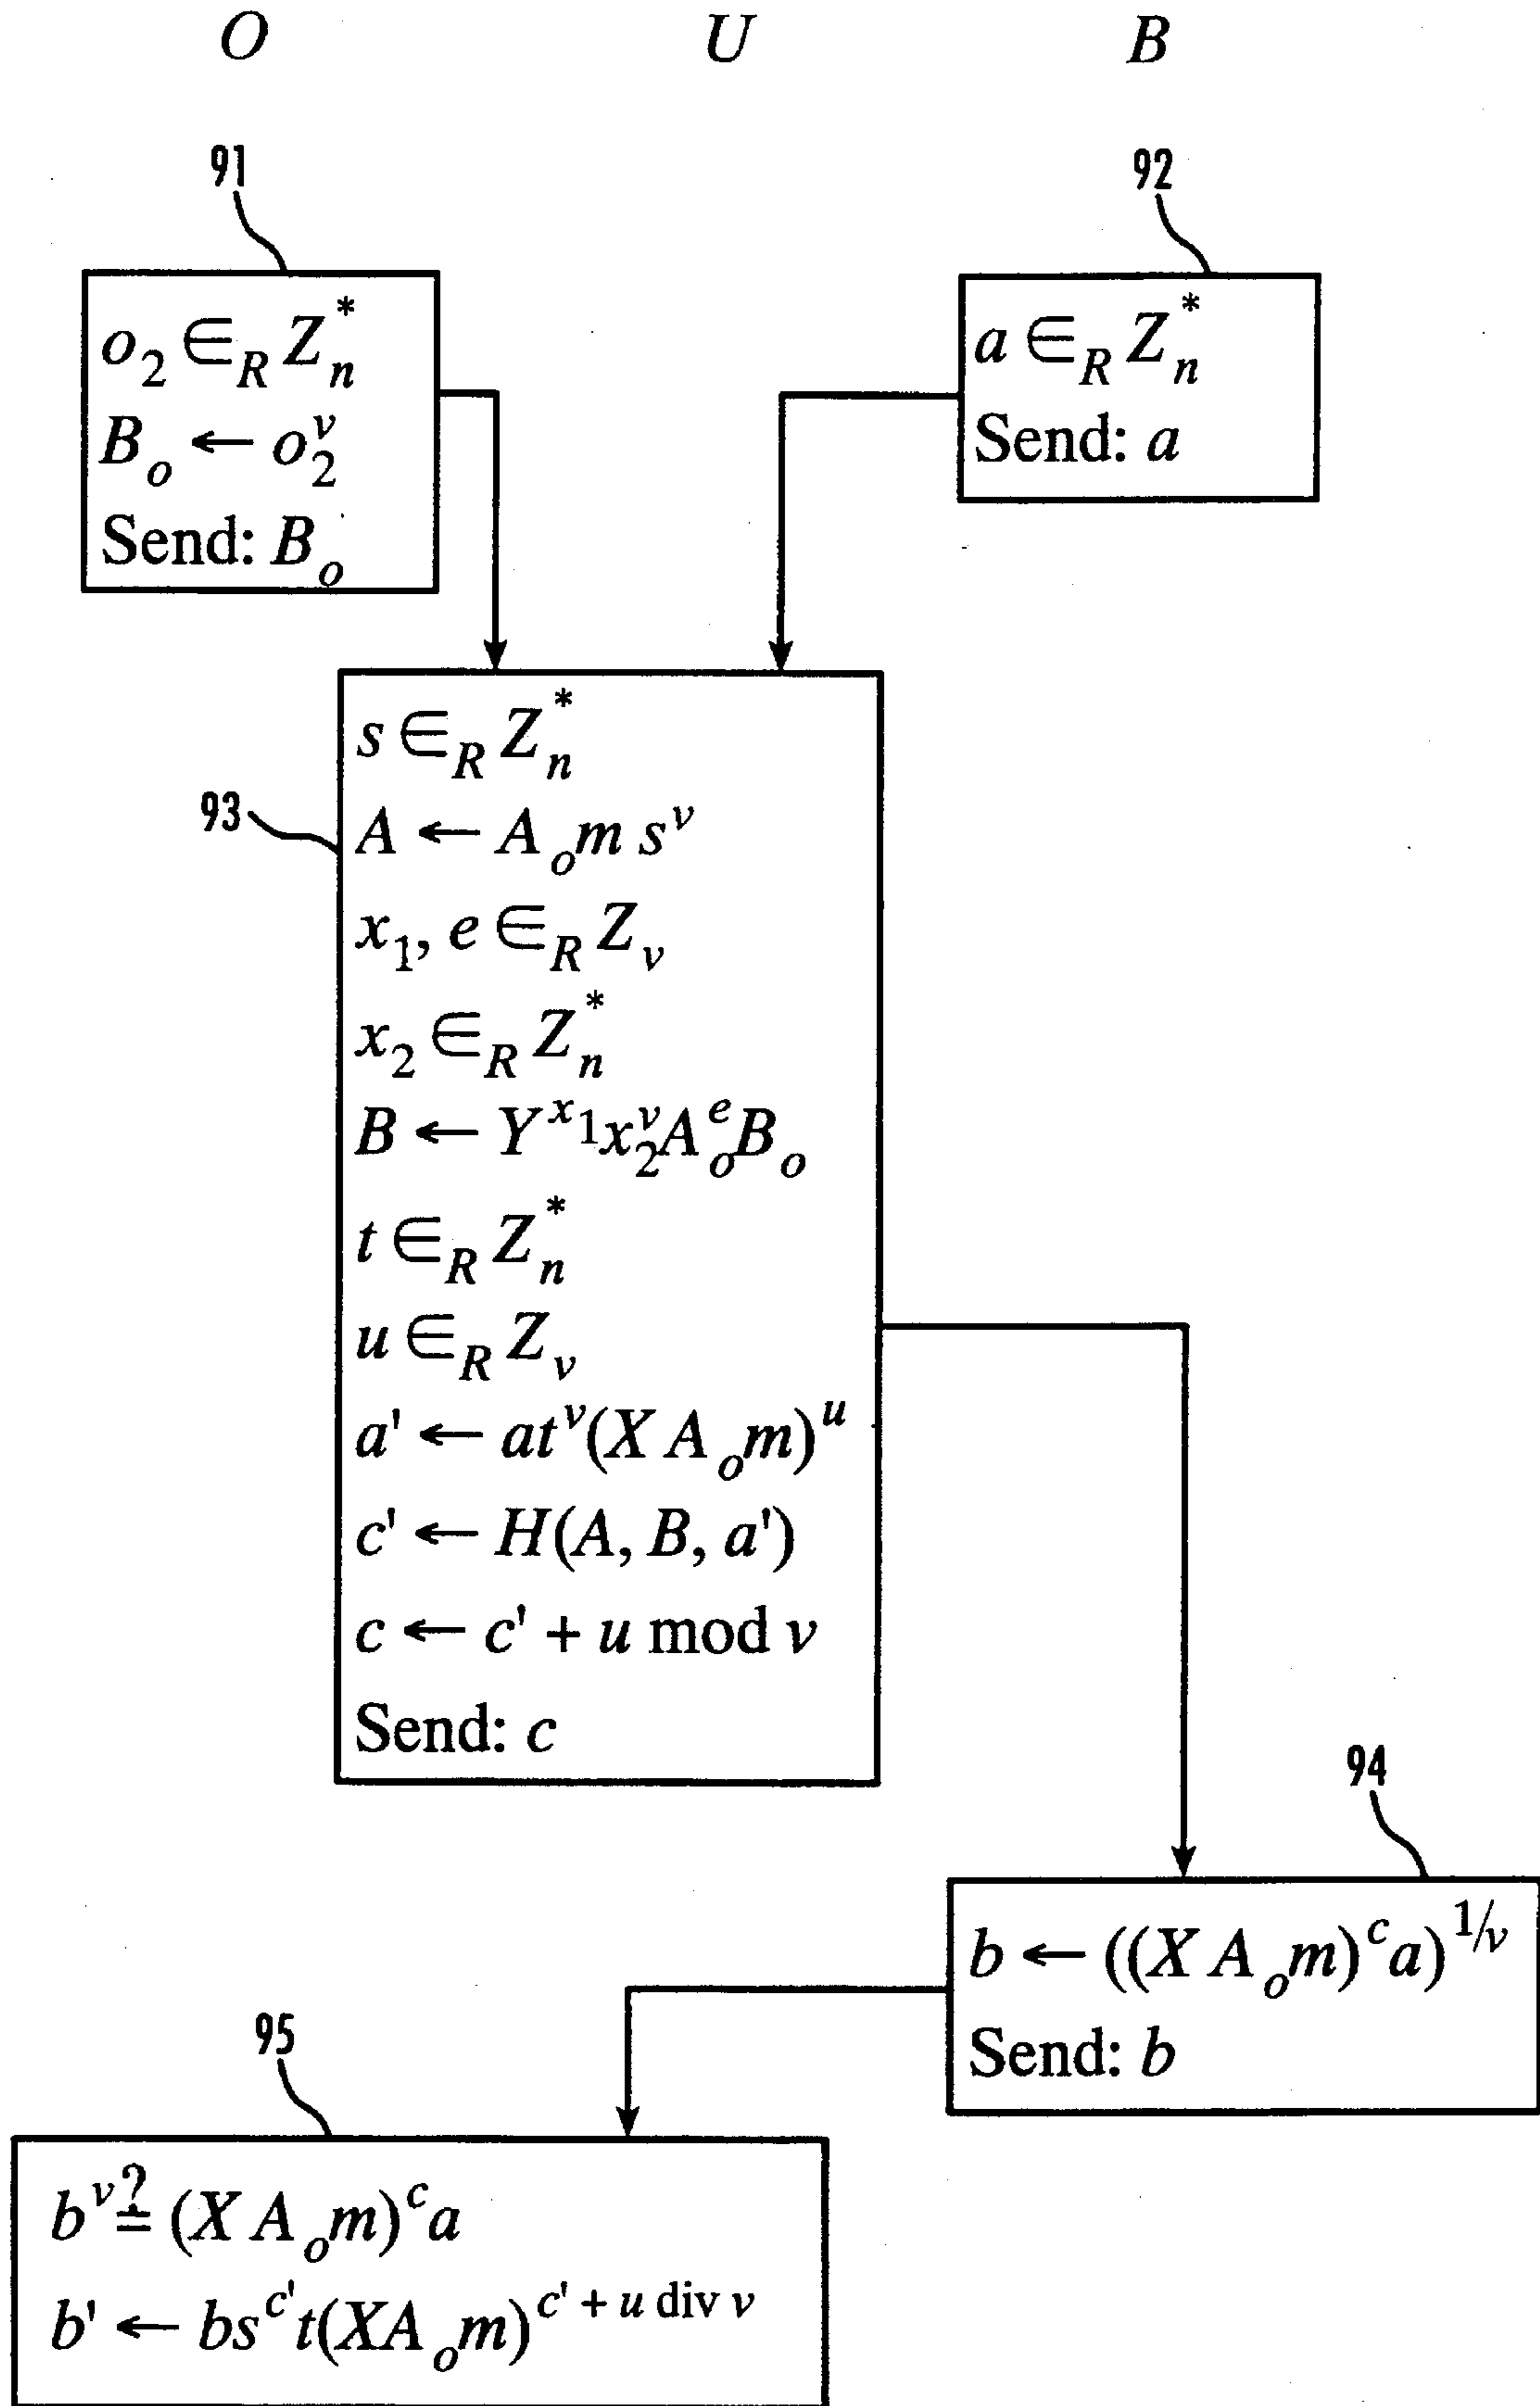 O U B
91
92
o₂ ∈_R Z_n^*
B_o ← o₂^v
Send: B_o
a ∈_R Z_n^*
Send: a
93
s ∈_R Z_n^*
A ← A_o m s^v
x₁, e ∈_R Z_v
x₂ ∈_R Z_n^*
B ← Y^{x₁} x₂^v A_o^e B_o
t ∈_R Z_n^*
u ∈_R Z_v
a' ← at^v(X A_o m)^u
c' ← H(A, B, a')
c ← c' + u mod v
Send: c
94
b ← ((X A_o m)^c a)^{1/v}
Send: b
95
b^v ≟ (X A_o m)^c a
b' ← bs^{c'} t(XA_o m)^{c' + u div v}